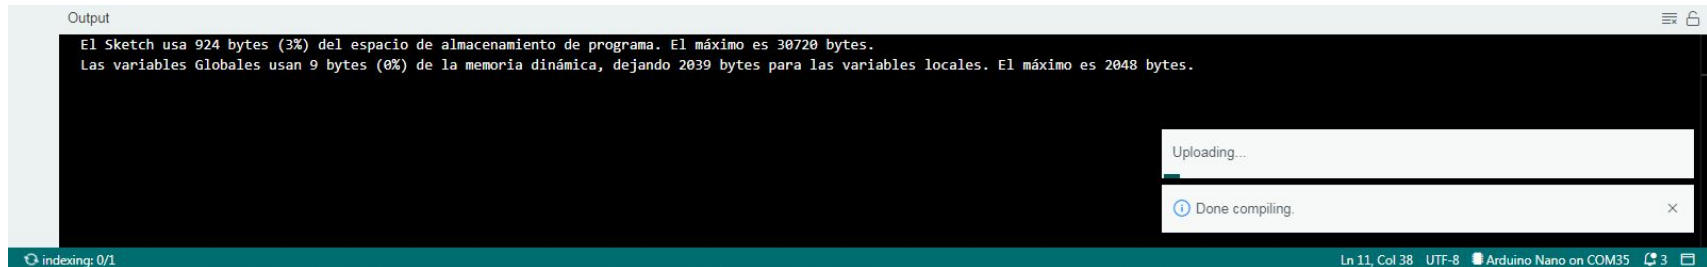 Output
El Sketch usa 924 bytes (3%) del espacio de almacenamiento de programa. El máximo es 30720 bytes.
Las variables Globales usan 9 bytes (0%) de la memoria dinámica, dejando 2039 bytes para las variables locales. El máximo es 2048 bytes.
Uploading...
Done compiling.
indexing: 0/1
Ln 11, Col 38 UTF-8 Arduino Nano on COM35 3